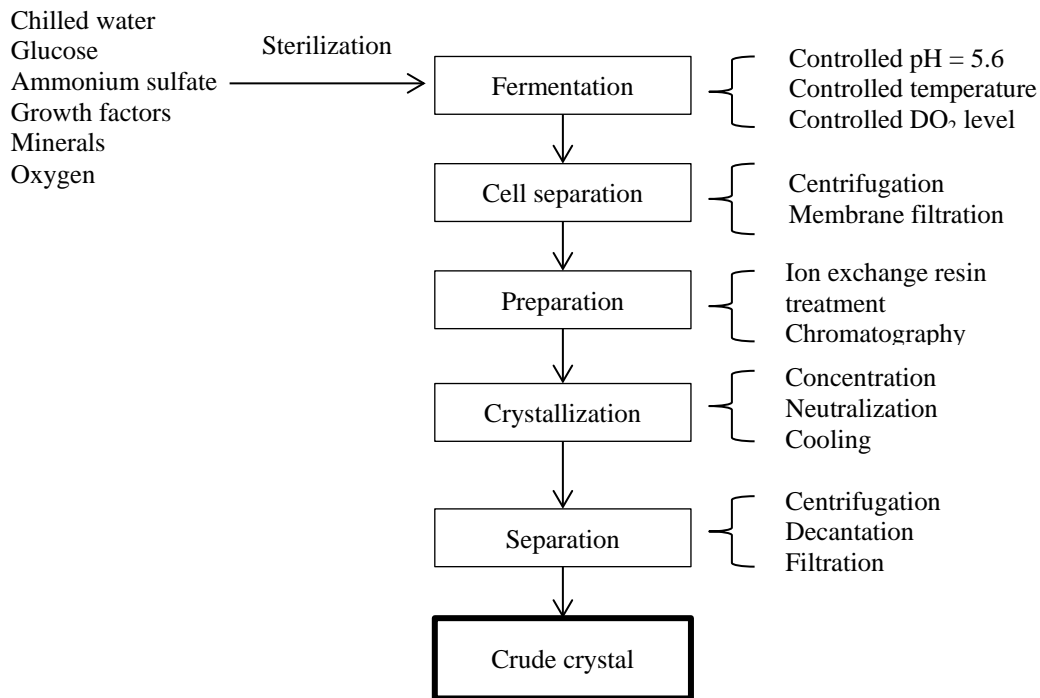 Chilled water
Glucose
Ammonium sulfate
Growth factors
Minerals
Oxygen
Sterilization
Fermentation
Controlled pH = 5.6
Controlled temperature
Controlled DO₂ level
Cell separation
Centrifugation
Membrane filtration
Preparation
Ion exchange resin
treatment
Chromatography
Crystallization
Concentration
Neutralization
Cooling
Separation
Centrifugation
Decantation
Filtration
Crude crystal